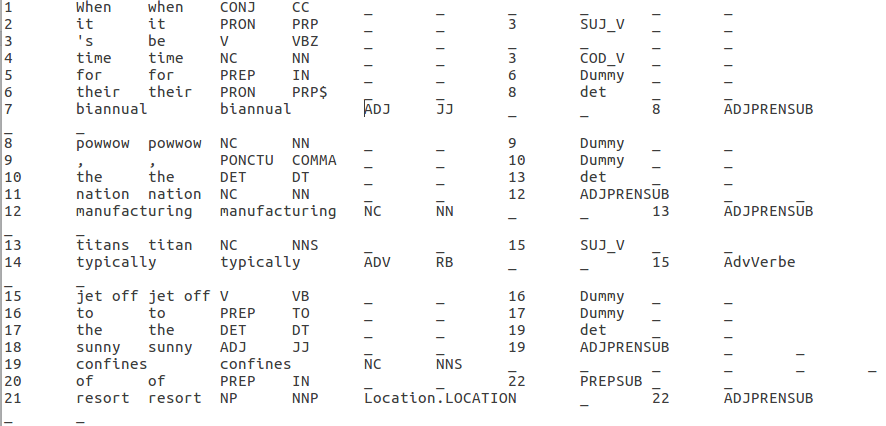 1 When when CONJ CC _ _ _ _ _ _
2 it it PRON PRP _ _ 3 SUJ_V _ _
3 's be V VBZ _ _ _ _ _ _
4 time time NC NN _ _ 3 COD_V _ _
5 for for PREP IN _ _ 6 Dummy _ _
6 their their PRON PRP$ _ _ 8 det _ _
7 biannual biannual ADJ JJ _ _ 8 ADJPRENSUB
_ _
8 powwow powwow NC NN _ _ 9 Dummy _ _
9 , , PONCTU COMMA _ _ 10 Dummy _ _
10 the the DET DT _ _ 13 det _ _
11 nation nation NC NN _ _ 12 ADJPRENSUB _ _
12 manufacturing manufacturing NC NN _ _ 13 ADJPRENSUB
_ _
13 titans titan NC NNS _ _ 15 SUJ_V _ _
14 typically typically ADV RB _ _ 15 AdvVerbe
_ _
15 jet off jet off V VB _ _ 16 Dummy _ _
16 to to PREP TO _ _ 17 Dummy _ _
17 the the DET DT _ _ 19 det _ _
18 sunny sunny ADJ JJ _ _ 19 ADJPRENSUB _ _
19 confines confines NC NNS _ _ _ _ _ _
20 of of PREP IN _ _ 22 PREPSUB _ _
21 resort resort NP NNP Location.LOCATION _ 22 ADJPRENSUB
_ _